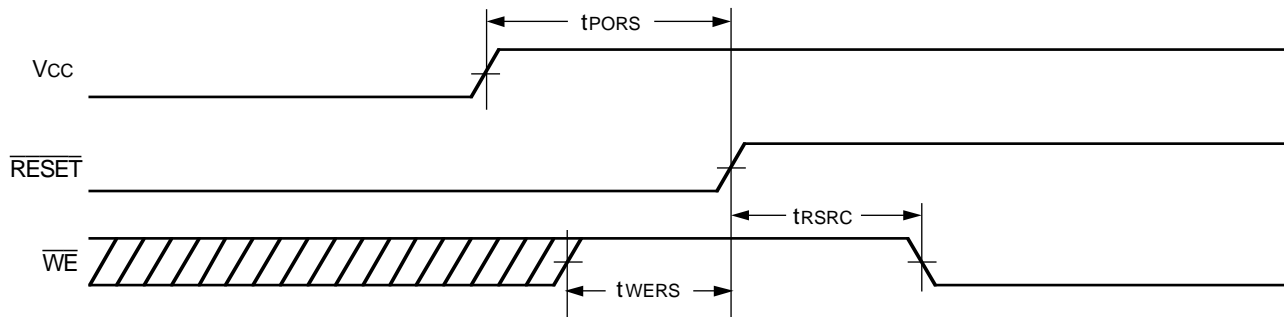 tPORS
VCC
RESET
tRSRC
WE
tWERS